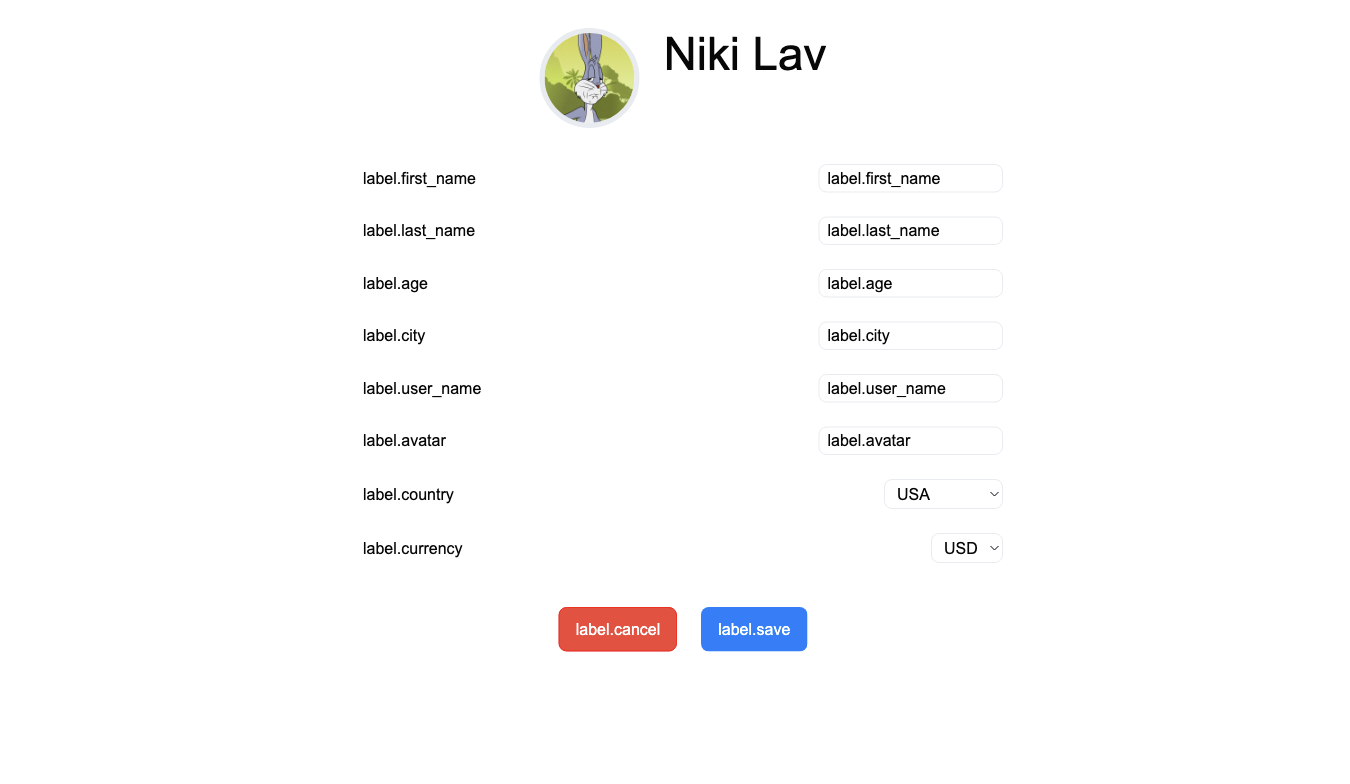 Niki Lav
label.first_name label.first_name
label.last_name label.last_name
label.age label.age
label.city label.city
label.user_name label.user_name
label.avatar label.avatar
label.country USA
label.currency USD
label.cancel label.save